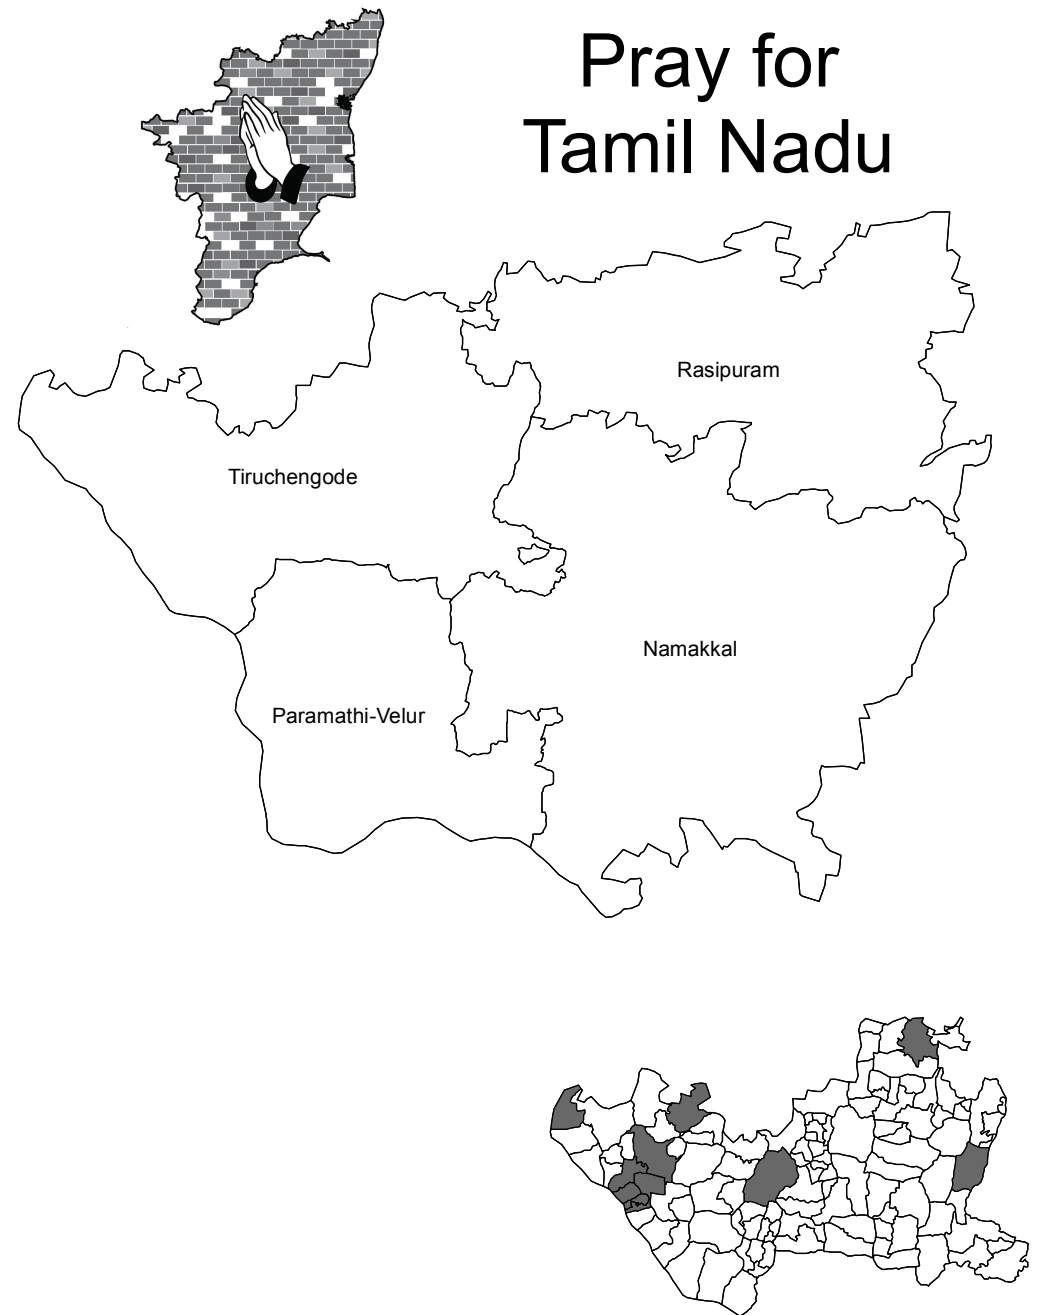 Pray for
Tamil Nadu
Rasipuram
Tiruchengode
Namakkal
Paramathi-Velur